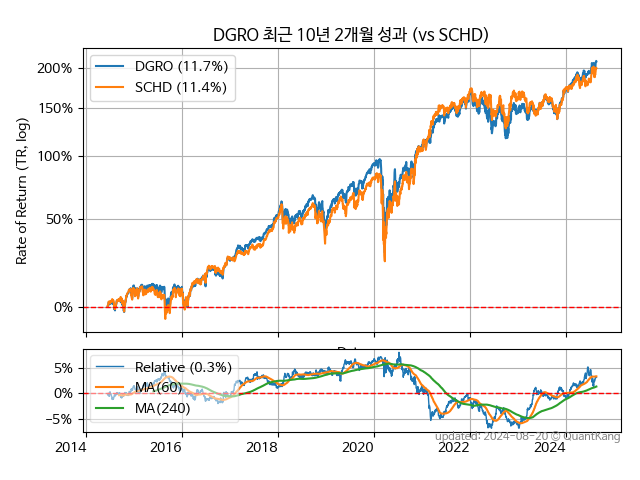 DGRO 최근 10년 2개월 성과 (vs SCHD)
Rate of Return (TR, log)
200%
150%
100%
50%
0%
DGRO (11.7%)
SCHD (11.4%)
5%
0%
−5%
Relative (0.3%)
MA(60)
MA(240)
2014 2016 2018 2020 2022 2024
updated: 2024-08-20 © QuantKang